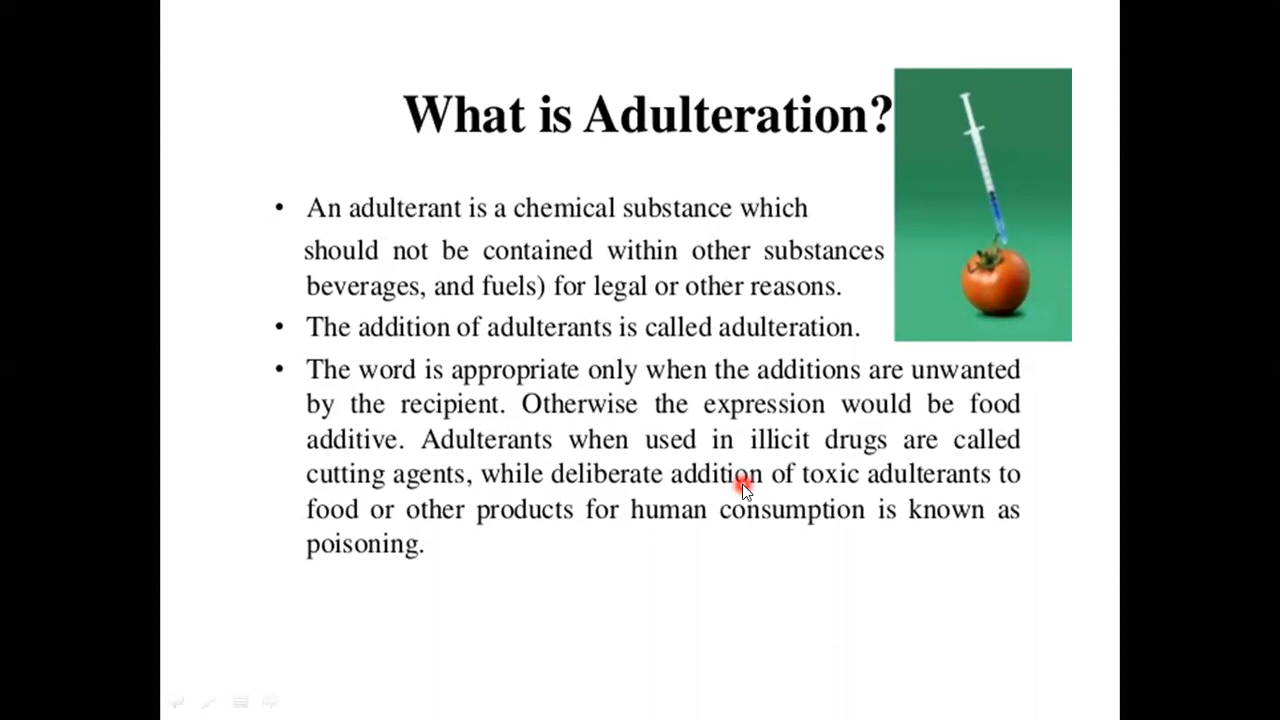 What is Adulteration?
• An adulterant is a chemical substance which
should not be contained within other substances
beverages, and fuels) for legal or other reasons.
• The addition of adulterants is called adulteration.
• The word is appropriate only when the additions are unwanted
by the recipient. Otherwise the expression would be food
additive. Adulterants when used in illicit drugs are called
cutting agents, while deliberate addition of toxic adulterants to
food or other products for human consumption is known as
poisoning.